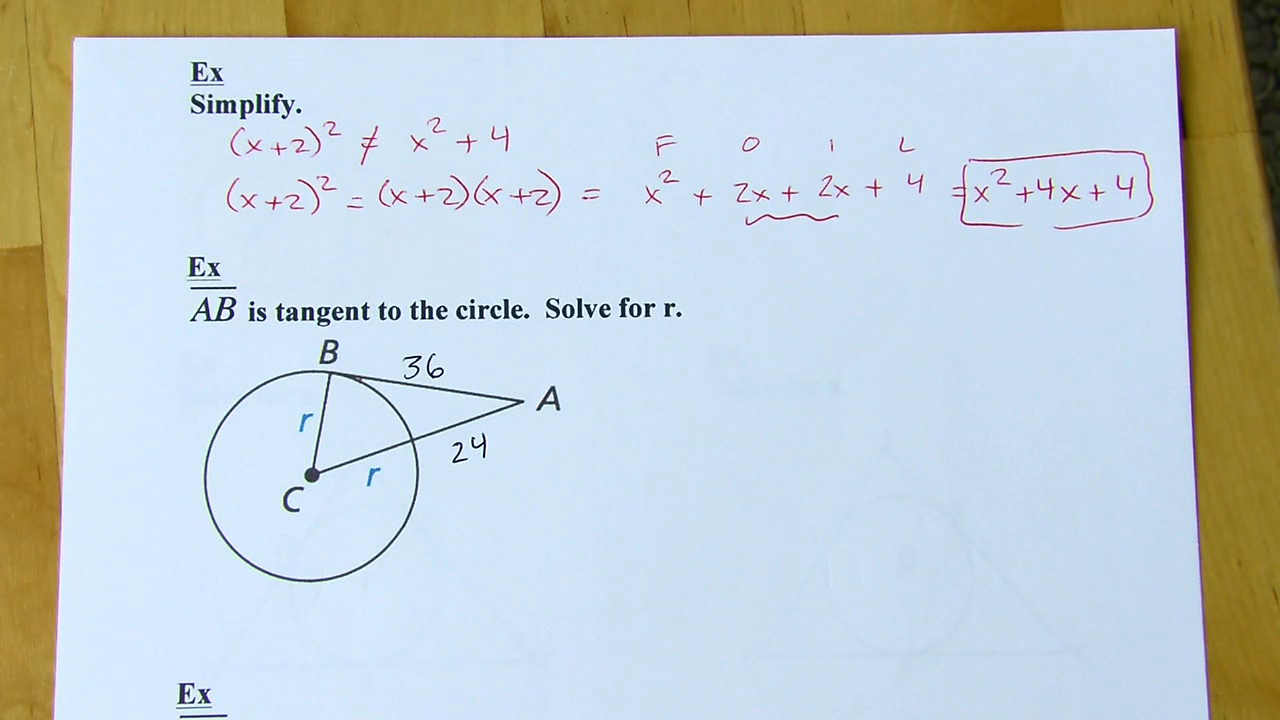 Ex
Simplify.
(x+2)² ≠ x² + 4
F O I L
(x+2)² = (x+2)(x+2) = x² + 2x + 2x + 4 = x² + 4x + 4
Ex
AB is tangent to the circle. Solve for r.
B
36
A
r
24
r
C
Ex